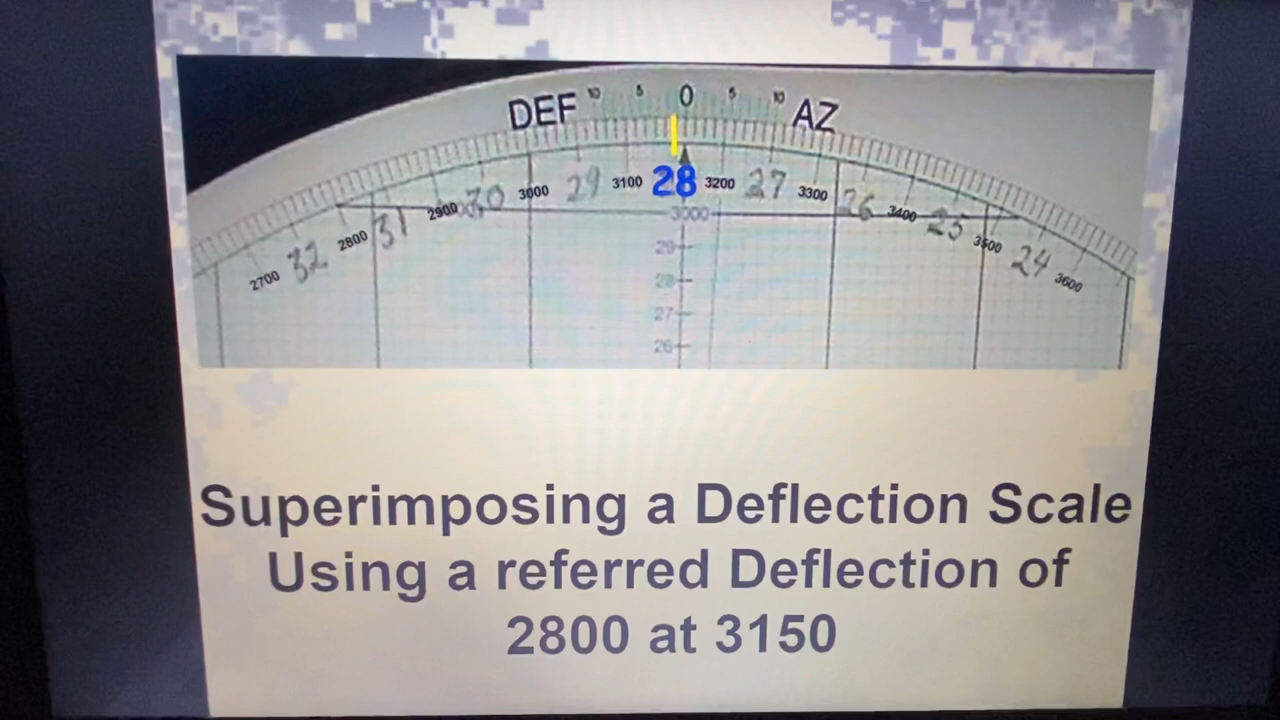 DEF 10 5 0 5 10 AZ
2700 32 2800 31 2900 30 3000 29 3100 28 3200 27 3300 26 3400 25 3500 24 3600
3000
29
28
27
26
Superimposing a Deflection Scale
Using a referred Deflection of
2800 at 3150